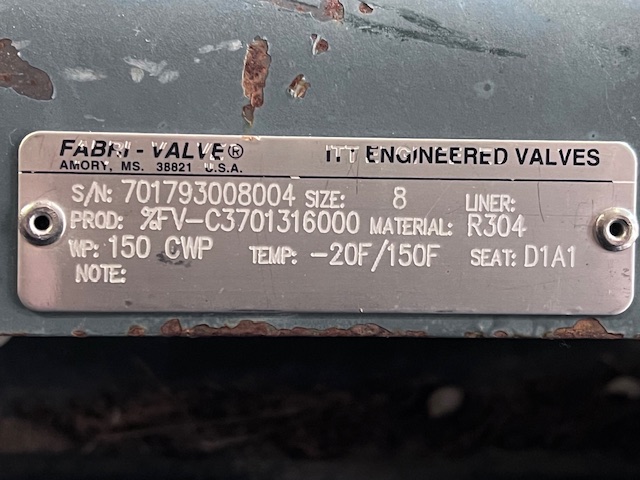 FABRI-VALVE® ITT ENGINEERED VALVES
AMORY, MS. 38821 U.S.A.
S/N: 701793008004 SIZE: 8 LINER:
PROD: %FV-C3701316000 MATERIAL: R304
WP: 150 CWP TEMP: -20F/150F SEAT: D1A1
NOTE: